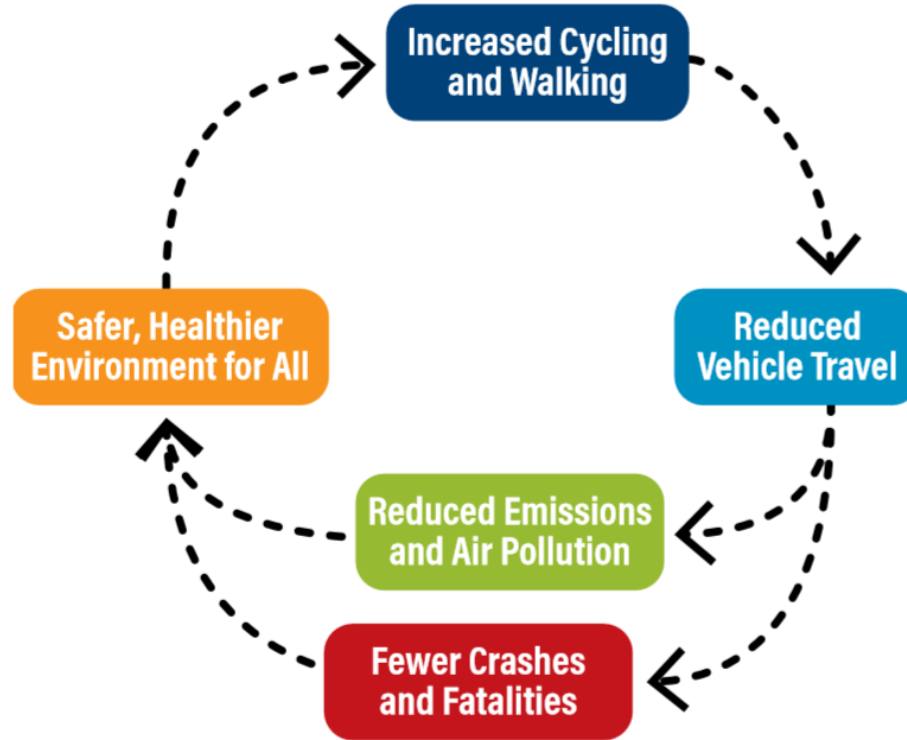 Increased Cycling
and Walking
Reduced
Vehicle Travel
Safer, Healthier
Environment for All
Reduced Emissions
and Air Pollution
Fewer Crashes
and Fatalities